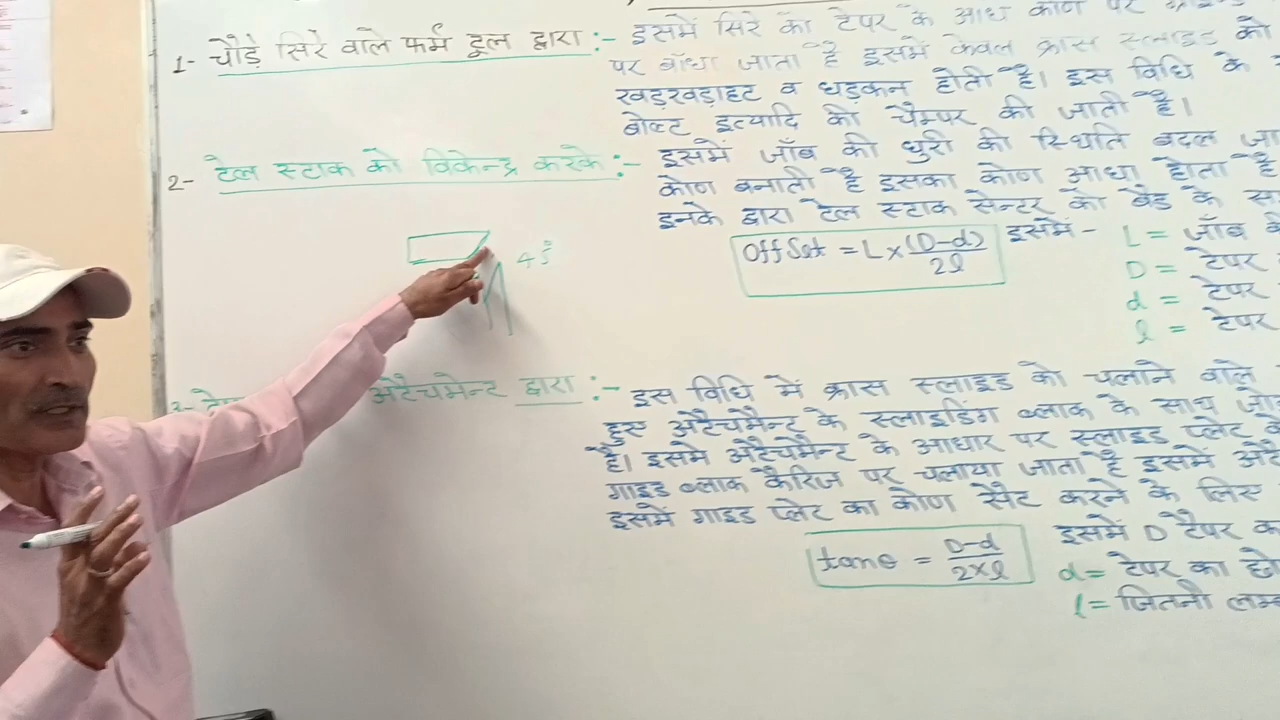 1- चौड़े सिरे वाले फर्म टूल द्वारा :- इसमें सिरे का टेपर के आधे कोण पर
पर बाँधा जाता है इसमें केवल क्रास स्लाइड को
खड़खड़ाहट व धड़कन होती है। इस विधि के
बोल्ट इत्यादि की चैम्पर की जाती है।
2- टेल स्टाक को विकेन्द्र करके :- इसमें जॉब की धुरी की स्थिति बदल
कोण बनाती है इसका कोण आधा होता है
इनके द्वारा टेल स्टाक सेन्टर को बैड के
Offset = L × (D-d) / 2l इसमें - L = जॉब
D = टेपर
d = टेपर
l = टेपर
45°
3- अटैचमेन्ट द्वारा :- इस विधि में क्रास स्लाइड को चलाने वाले
हुए अटैचमैन्ट के स्लाइडिंग ब्लाक के साथ
है। इसमे अटैचमैन्ट के आधार पर स्लाइड प्लेट
गाइड ब्लाक कैरिज पर चलाया जाता है इसमें
इसमें गाइड प्लेट का कोण सेट करने के लिए
tanθ = D-d / 2×l इसमें D टैपर
d = टेपर का
l = जितनी